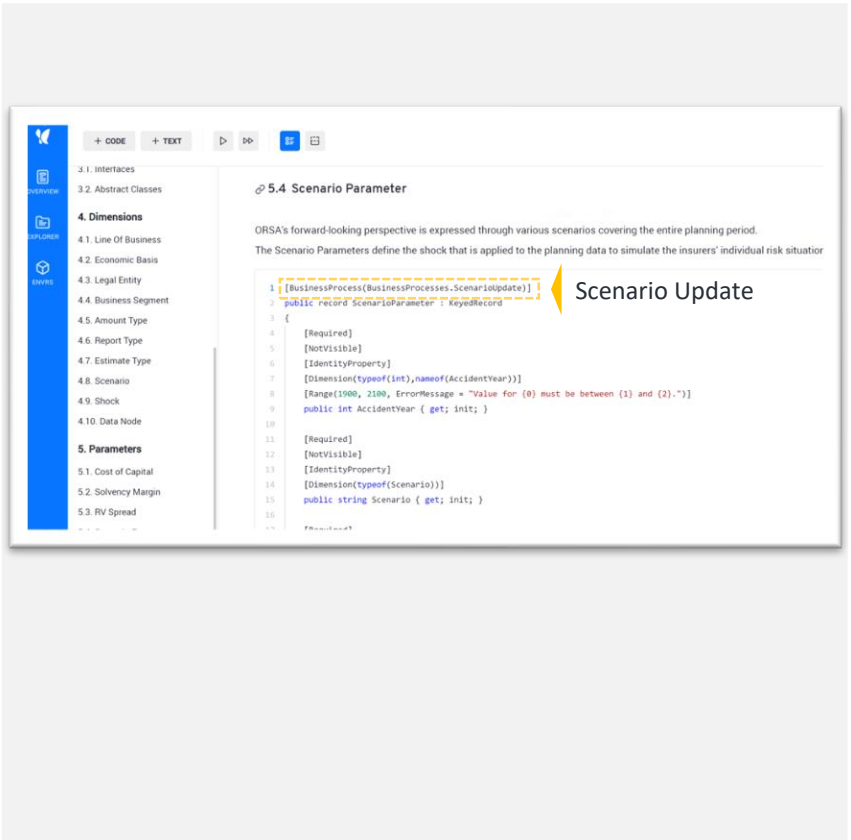 + CODE
+ TEXT
OVERVIEW
EXPLORER
ENVRS
3.1. Interfaces
3.2. Abstract Classes
4. Dimensions
4.1. Line Of Business
4.2. Economic Basis
4.3. Legal Entity
4.4. Business Segment
4.5. Amount Type
4.6. Report Type
4.7. Estimate Type
4.8. Scenario
4.9. Shock
4.10. Data Node
5. Parameters
5.1. Cost of Capital
5.2. Solvency Margin
5.3. RV Spread
5.4 Scenario Parameter
ORSA's forward-looking perspective is expressed through various scenarios covering the entire planning period.
The Scenario Parameters define the shock that is applied to the planning data to simulate the insurers' individual risk situation
1 [BusinessProcess(BusinessProcesses.ScenarioUpdate)]
2 public record ScenarioParameter : KeyedRecord
3 {
4 [Required]
5 [NotVisible]
6 [IdentityProperty]
7 [Dimension(typeof(int),nameof(AccidentYear))]
8 [Range(1900, 2100, ErrorMessage = "Value for {0} must be between {1} and {2}.")]
9 public int AccidentYear { get; init; }
10
11 [Required]
12 [NotVisible]
13 [IdentityProperty]
14 [Dimension(typeof(Scenario))]
15 public string Scenario { get; init; }
16
17 [Required]
Scenario Update